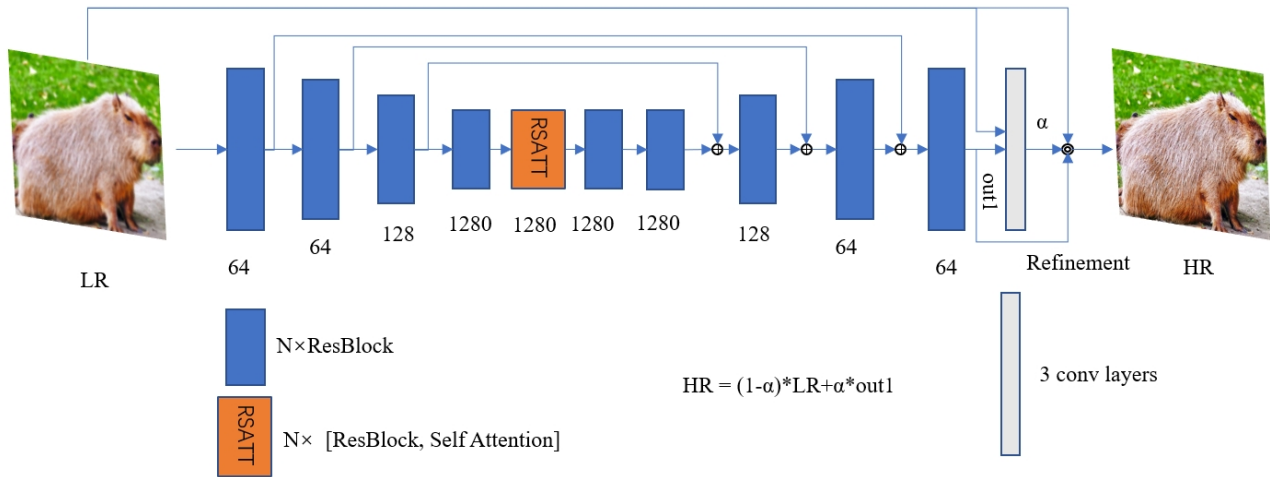 LR
64
64
128
1280
RSATT
1280
1280
1280
128
64
64
out1
α
Refinement
HR
N×ResBlock
RSATT
N× [ResBlock, Self Attention]
HR = (1-α)*LR+α*out1
3 conv layers